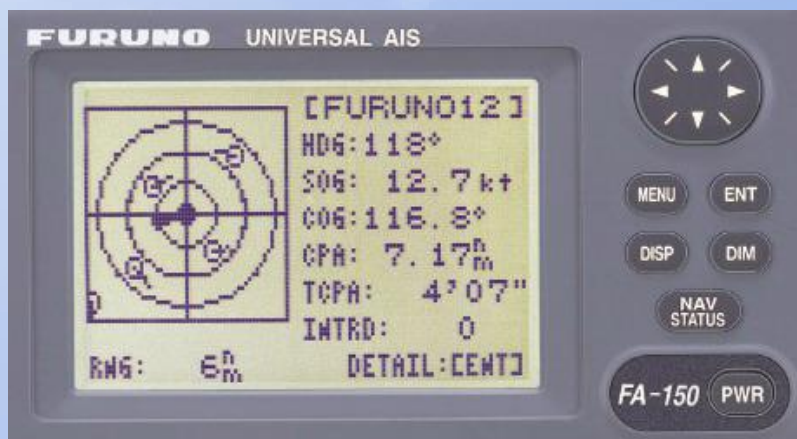 FURUNO UNIVERSAL AIS
[FURUNO12]
HDG:118°
SOG: 12.7kt
COG:116.8°
CPA: 7.17nm
TCPA: 4'07"
INTRD: 0
RNG: 6nm DETAIL:[ENT]
MENU ENT
DISP DIM
NAV
STATUS
FA-150 PWR